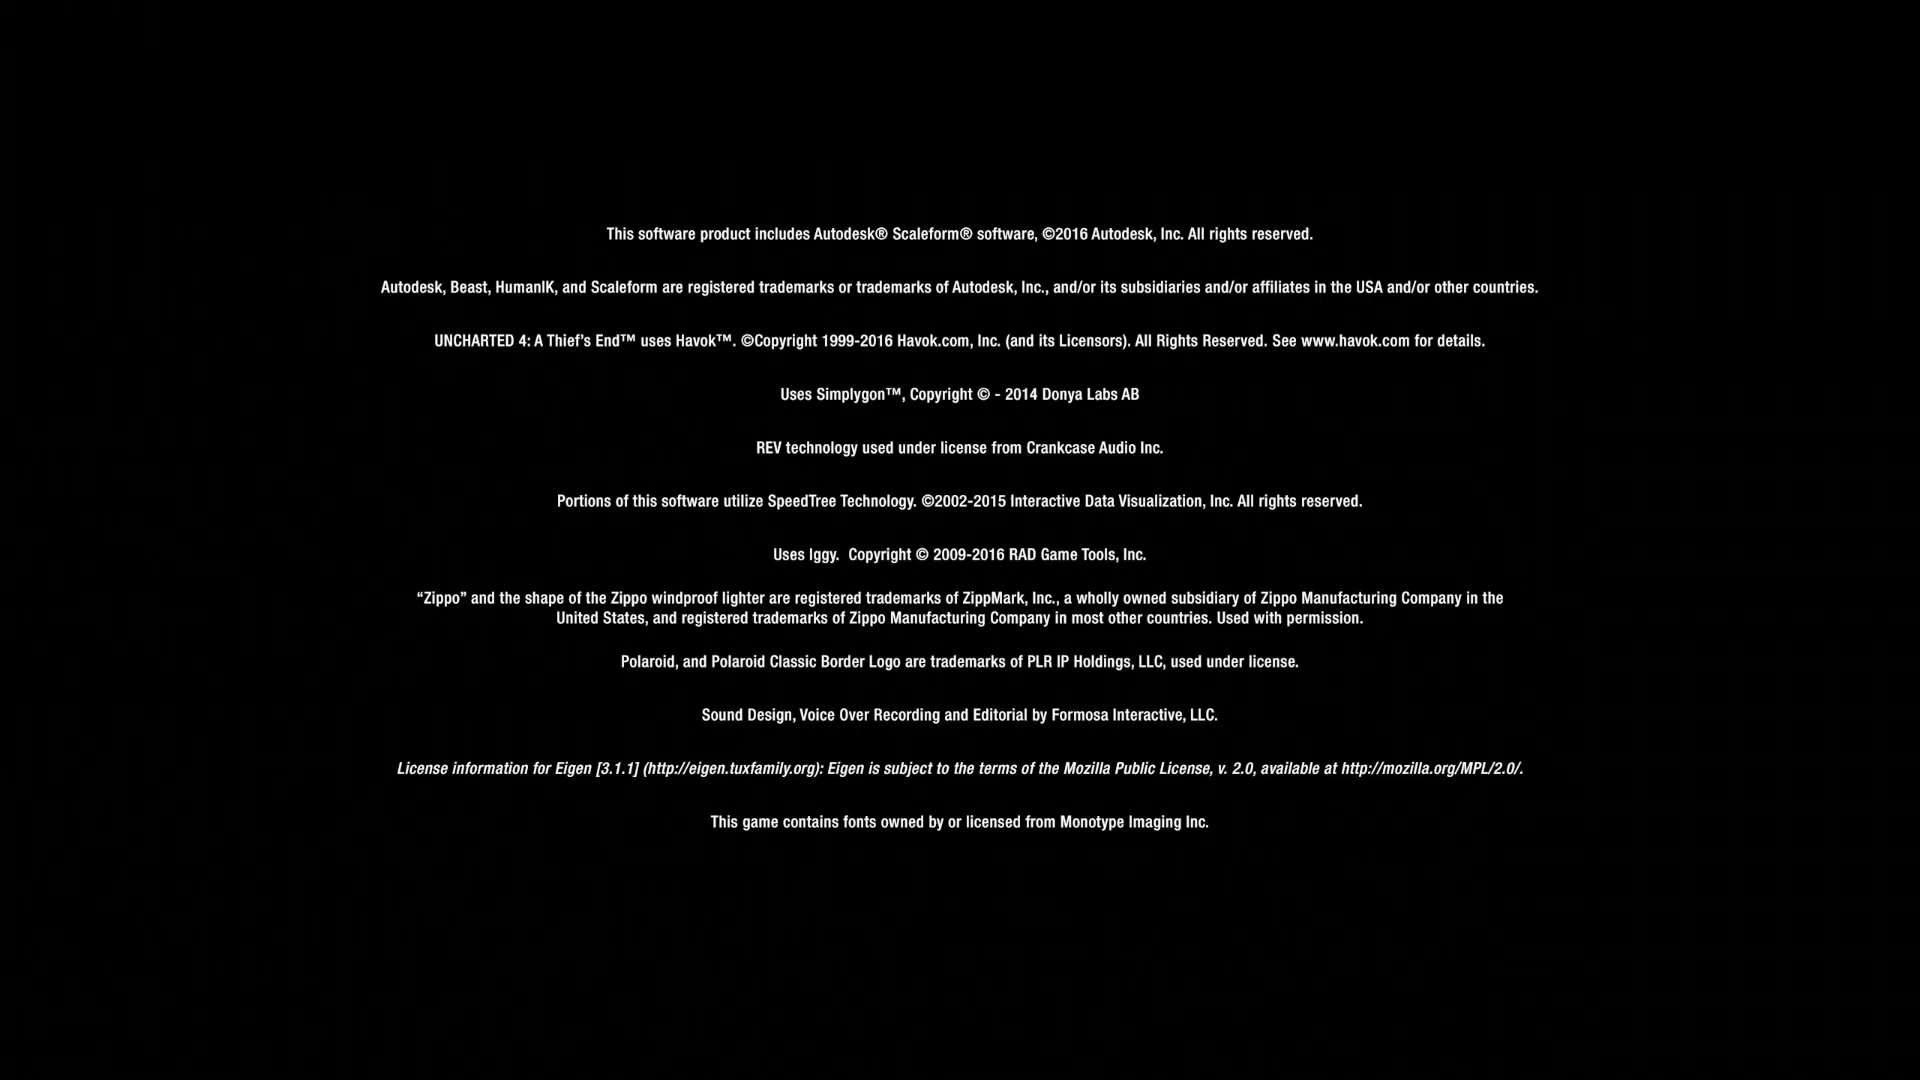 This software product includes Autodesk® Scaleform® software, ©2016 Autodesk, Inc. All rights reserved.
Autodesk, Beast, HumanIK, and Scaleform are registered trademarks or trademarks of Autodesk, Inc., and/or its subsidiaries and/or affiliates in the USA and/or other countries.
UNCHARTED 4: A Thief’s End™ uses Havok™. ©Copyright 1999-2016 Havok.com, Inc. (and its Licensors). All Rights Reserved. See www.havok.com for details.
Uses Simplygon™, Copyright © - 2014 Donya Labs AB
REV technology used under license from Crankcase Audio Inc.
Portions of this software utilize SpeedTree Technology. ©2002-2015 Interactive Data Visualization, Inc. All rights reserved.
Uses Iggy.  Copyright © 2009-2016 RAD Game Tools, Inc.
“Zippo” and the shape of the Zippo windproof lighter are registered trademarks of ZippMark, Inc., a wholly owned subsidiary of Zippo Manufacturing Company in the
United States, and registered trademarks of Zippo Manufacturing Company in most other countries. Used with permission.
Polaroid, and Polaroid Classic Border Logo are trademarks of PLR IP Holdings, LLC, used under license.
Sound Design, Voice Over Recording and Editorial by Formosa Interactive, LLC.
License information for Eigen [3.1.1] (http://eigen.tuxfamily.org): Eigen is subject to the terms of the Mozilla Public License, v. 2.0, available at http://mozilla.org/MPL/2.0/.
This game contains fonts owned by or licensed from Monotype Imaging Inc.